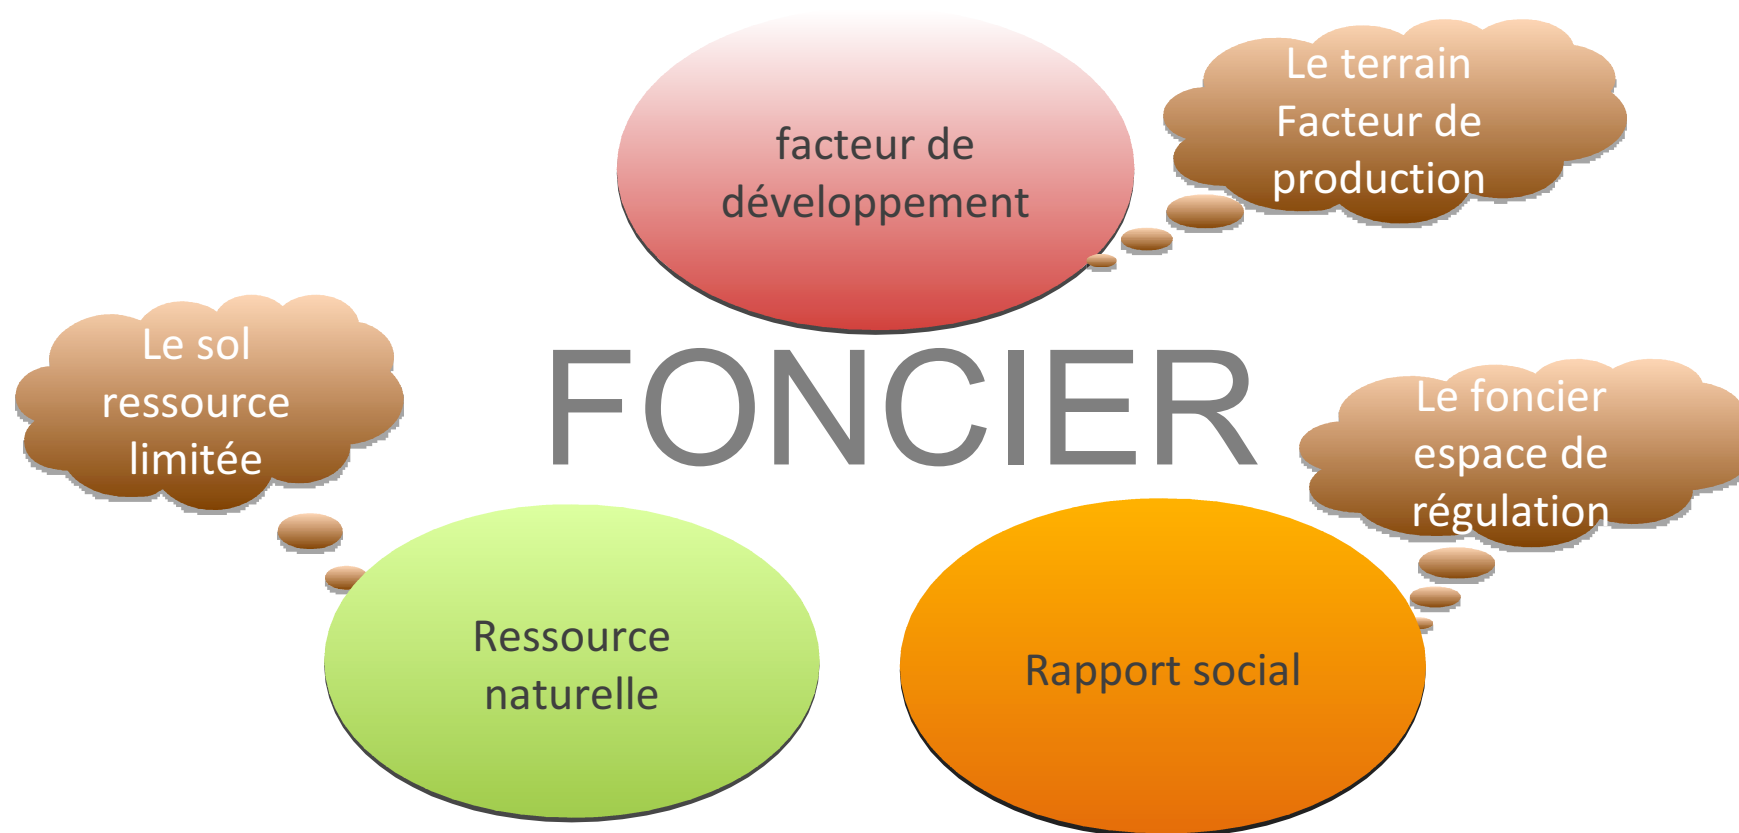 facteur de
développement
Le terrain
Facteur de
production
Le sol
ressource
limitée
FONCIER
Le foncier
espace de
régulation
Ressource
naturelle
Rapport social